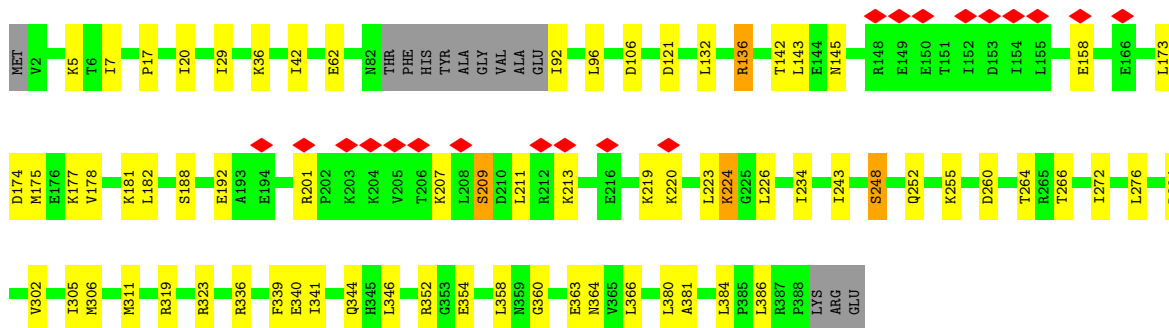 MET V2 K5 T6 I7 P17 I20 I29 K36 I42 E62 N82 THR PHE HIS TYR ALA GLY VAL ALA GLU I92 L96 D106 D121 L132 R136 T142 L143 E144 N145 R148 E149 E150 T151 I152 D153 I154 L155 E158 E166 L173
D174 M175 E176 K177 V178 K181 L182 S188 E192 A193 E194 R201 P202 K203 K204 V205 T206 K207 L208 S209 D210 L211 R212 K213 E216 K219 K220 L223 K224 G225 L226 I234 I243 S248 Q252 K255 D260 T264 R265 T266 I272 L276
V302 I305 M306 M311 R319 R323 R336 F339 E340 I341 Q344 H345 L346 R352 G353 E354 L358 N359 G360 E363 N364 V365 L366 L380 A381 L384 P385 L386 R387 P388 LYS ARG GLU